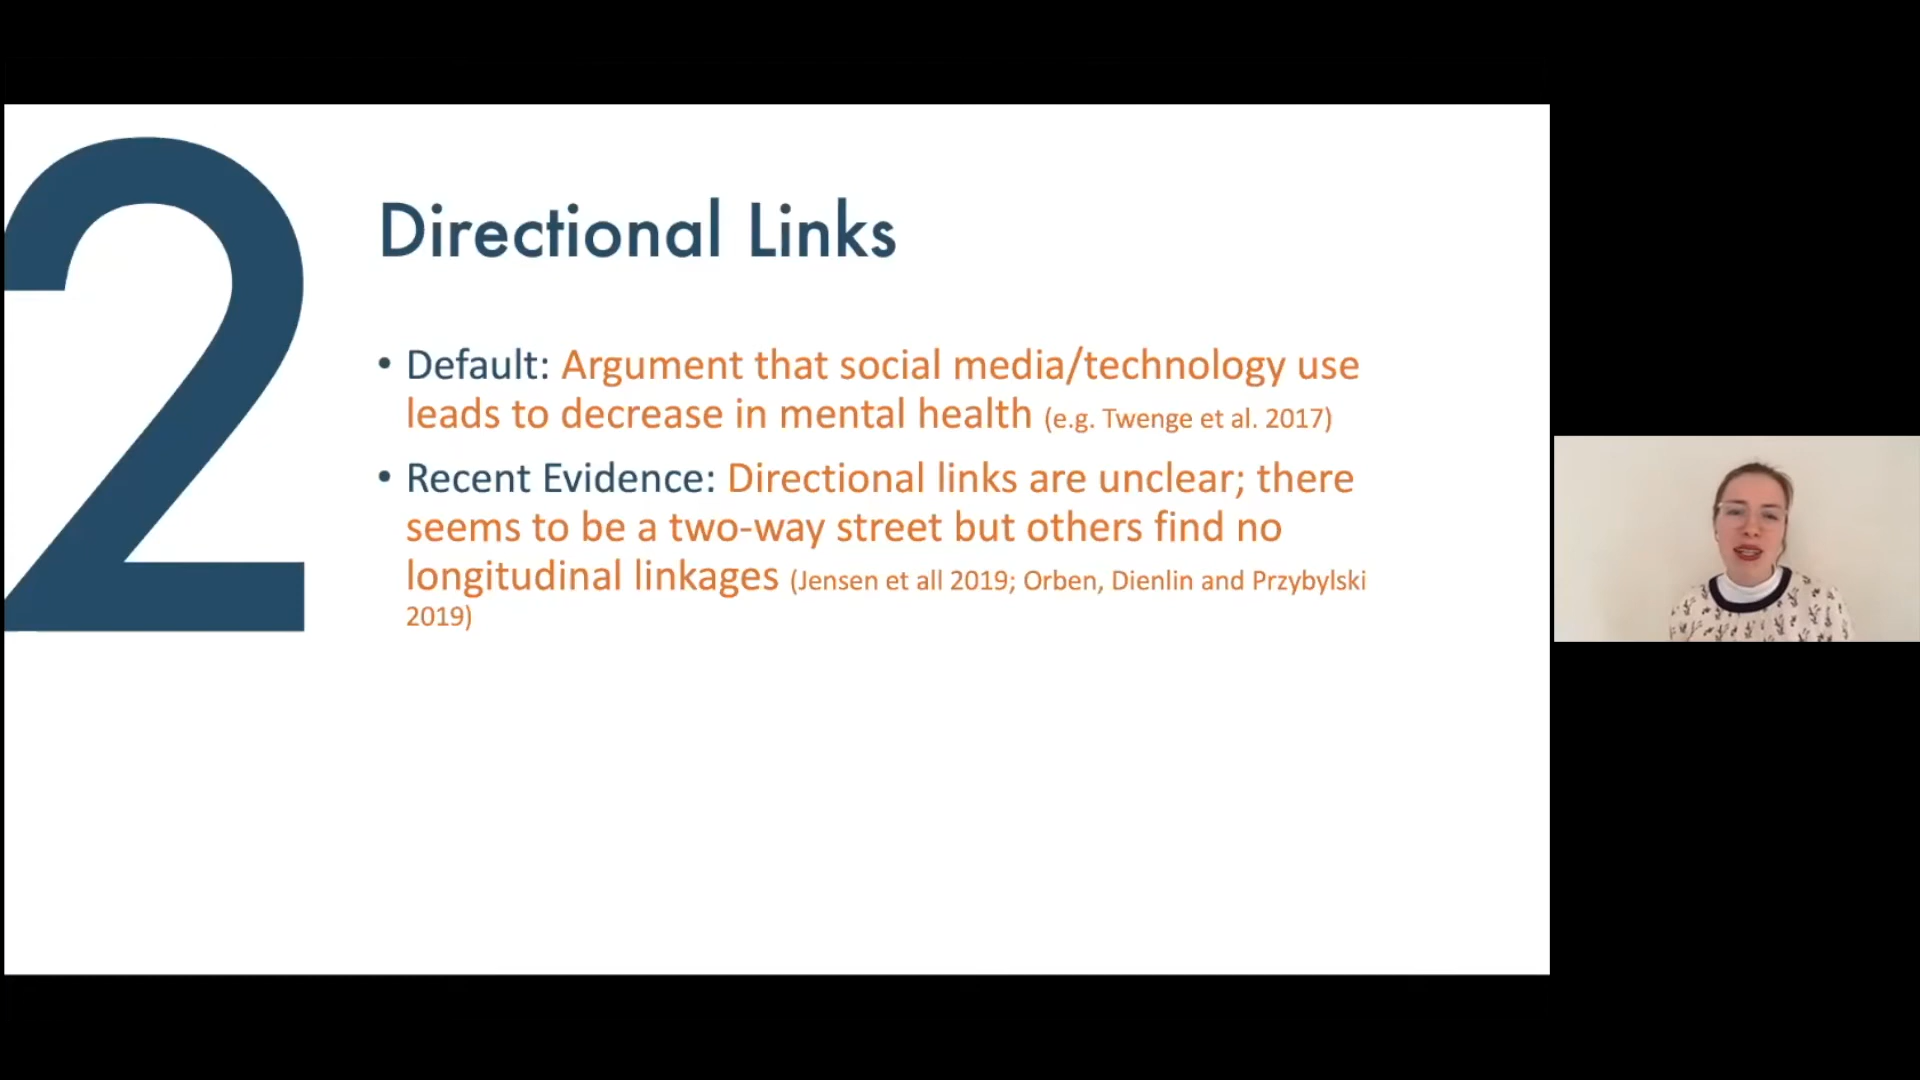 2
Directional Links
• Default: Argument that social media/technology use
leads to decrease in mental health (e.g. Twenge et al. 2017)
• Recent Evidence: Directional links are unclear; there
seems to be a two-way street but others find no
longitudinal linkages (Jensen et all 2019; Orben, Dienlin and Przybylski
2019)